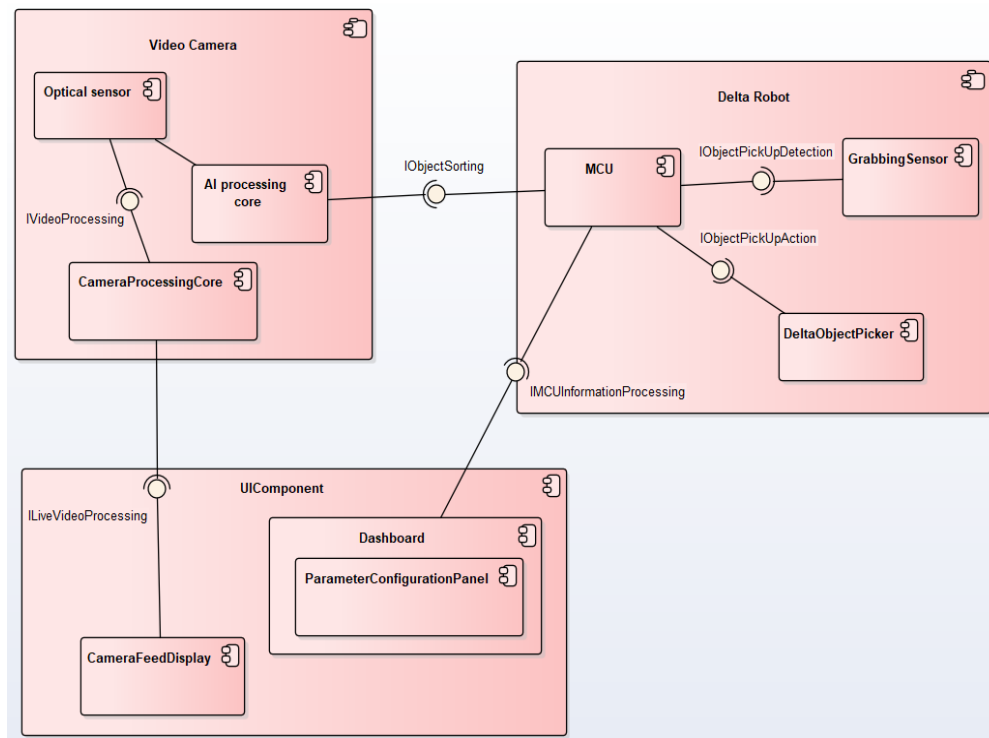 Video Camera
Optical sensor
AI processing
core
IVideoProcessing
CameraProcessingCore
IObjectSorting
Delta Robot
MCU
IObjectPickUpDetection
GrabbingSensor
IObjectPickUpAction
DeltaObjectPicker
IMCUInformationProcessing
UIComponent
ILiveVideoProcessing
Dashboard
ParameterConfigurationPanel
CameraFeedDisplay